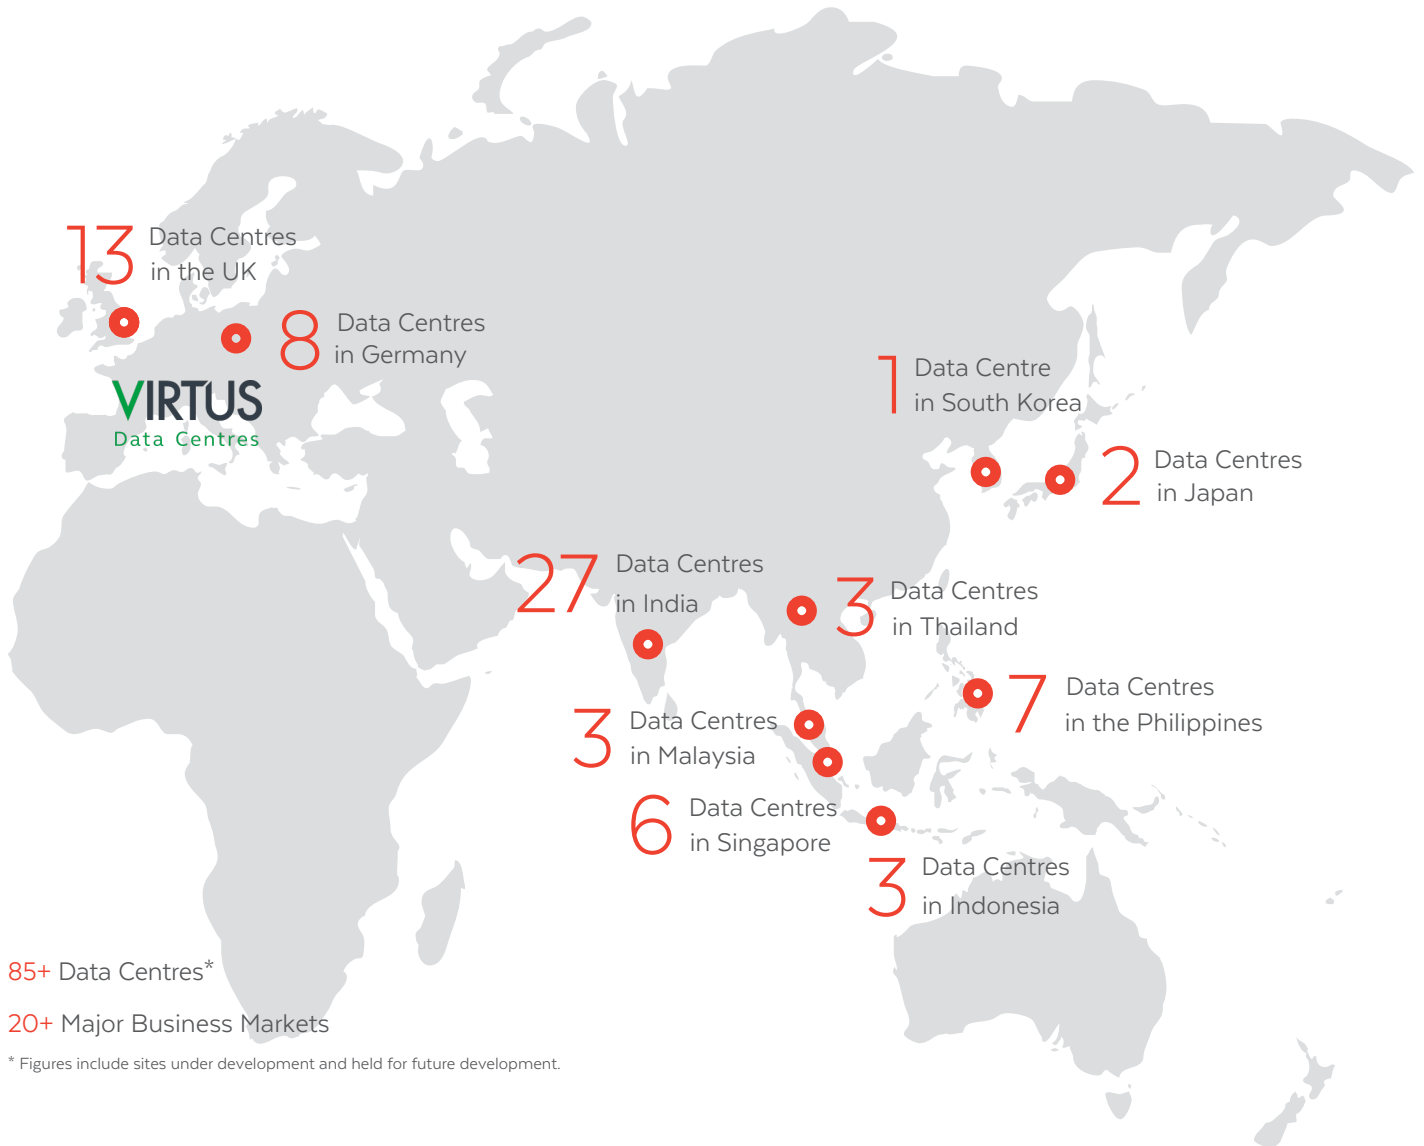 13
Data Centres
in the UK
8
Data Centres
in Germany
VIRTUS
Data Centres
1
Data Centre
in South Korea
2
Data Centres
in Japan
27
Data Centres
in India
3
Data Centres
in Thailand
7
Data Centres
in the Philippines
3
Data Centres
in Malaysia
6
Data Centres
in Singapore
3
Data Centres
in Indonesia
85+ Data Centres*
20+ Major Business Markets
* Figures include sites under development and held for future development.